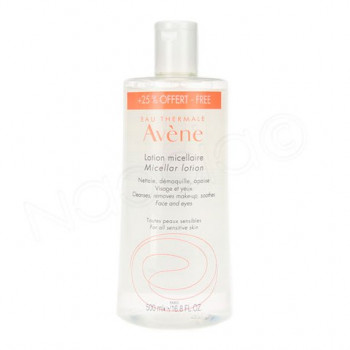 +25% OFFERT - FREE
EAU THERMALE
Avène
Lotion micellaire
Micellar lotion
Nettoie, démaquille, apaise
Visage et yeux
Cleanses, removes make-up, soothes
Face and eyes
Toutes peaux sensibles
For all sensitive skin
500 ml e 16.8 FL OZ